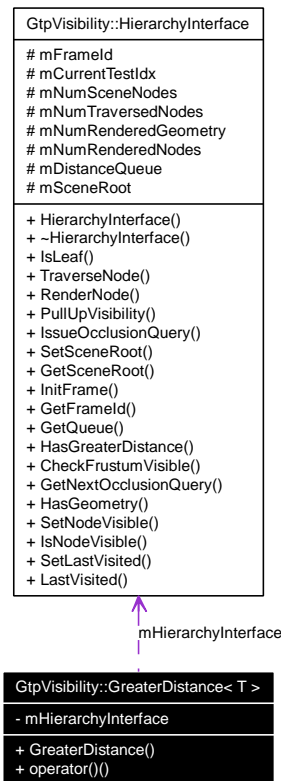 GtpVisibility::HierarchyInterface
# mFrameId
# mCurrentTestIdx
# mNumSceneNodes
# mNumTraversedNodes
# mNumRenderedGeometry
# mNumRenderedNodes
# mDistanceQueue
# mSceneRoot
+ HierarchyInterface()
+ ~HierarchyInterface()
+ IsLeaf()
+ TraverseNode()
+ RenderNode()
+ PullUpVisibility()
+ IssueOcclusionQuery()
+ SetSceneRoot()
+ GetSceneRoot()
+ InitFrame()
+ GetFrameId()
+ GetQueue()
+ HasGreaterDistance()
+ CheckFrustumVisible()
+ GetNextOcclusionQuery()
+ HasGeometry()
+ SetNodeVisible()
+ IsNodeVisible()
+ SetLastVisited()
+ LastVisited()
mHierarchyInterface
GtpVisibility::GreaterDistance< T >
- mHierarchyInterface
+ GreaterDistance()
+ operator()()